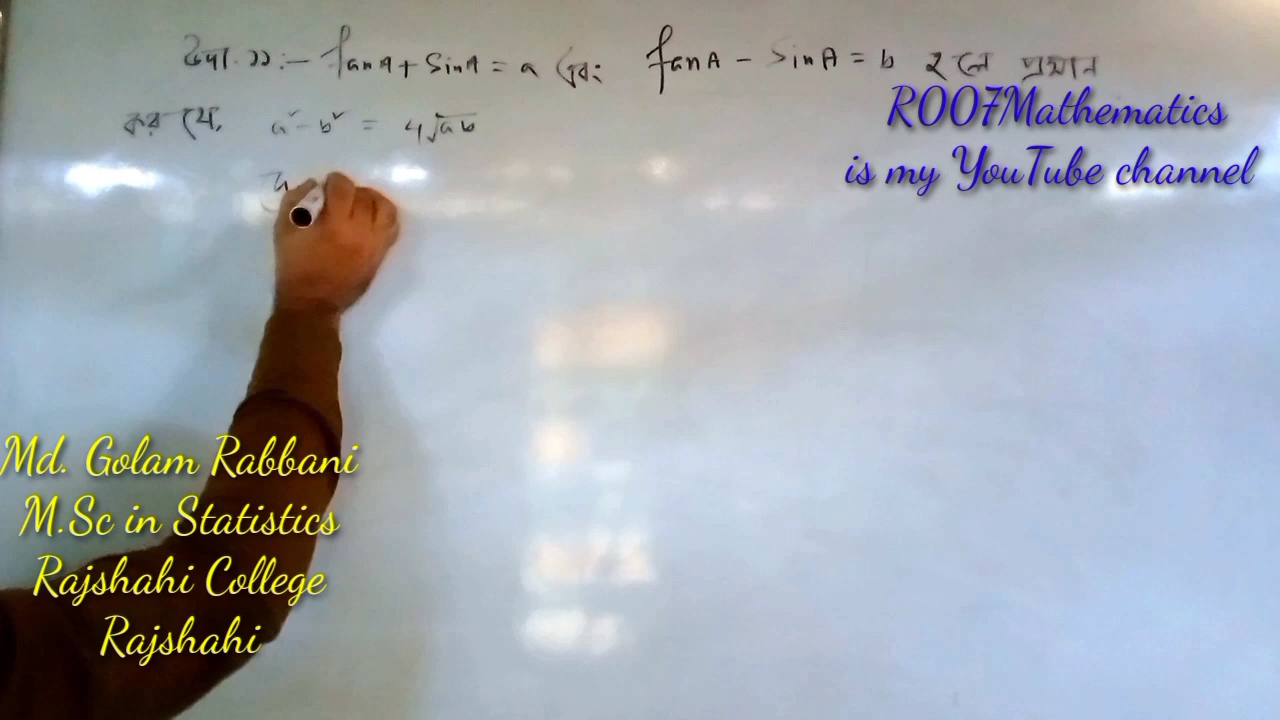 উদা. ১১:- tanA + sinA = a এবং tanA - sinA = b হলে প্রমান
কর যে, a² - b² = 4√ab
R007Mathematics
is my YouTube channel
Md. Golam Rabbani
M.Sc in Statistics
Rajshahi College
Rajshahi